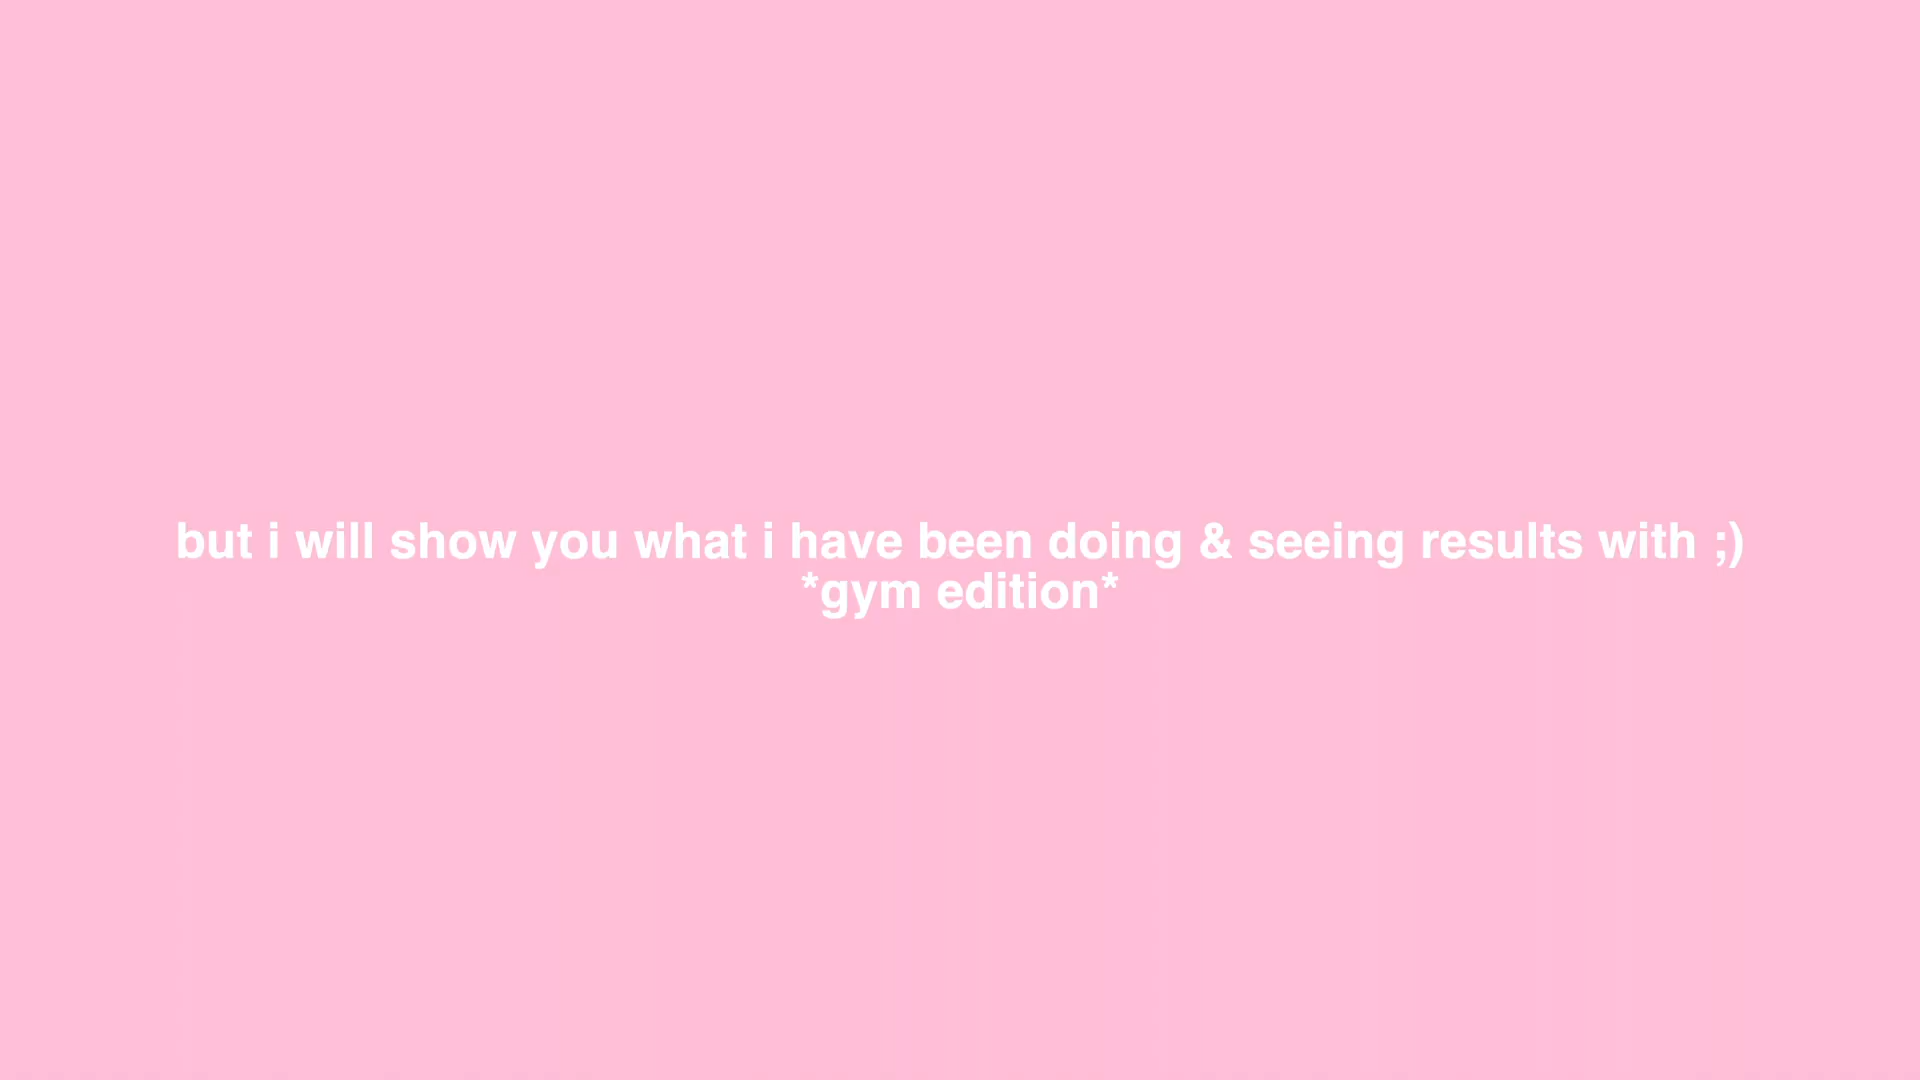 but i will show you what i have been doing & seeing results with ;)
*gym edition*